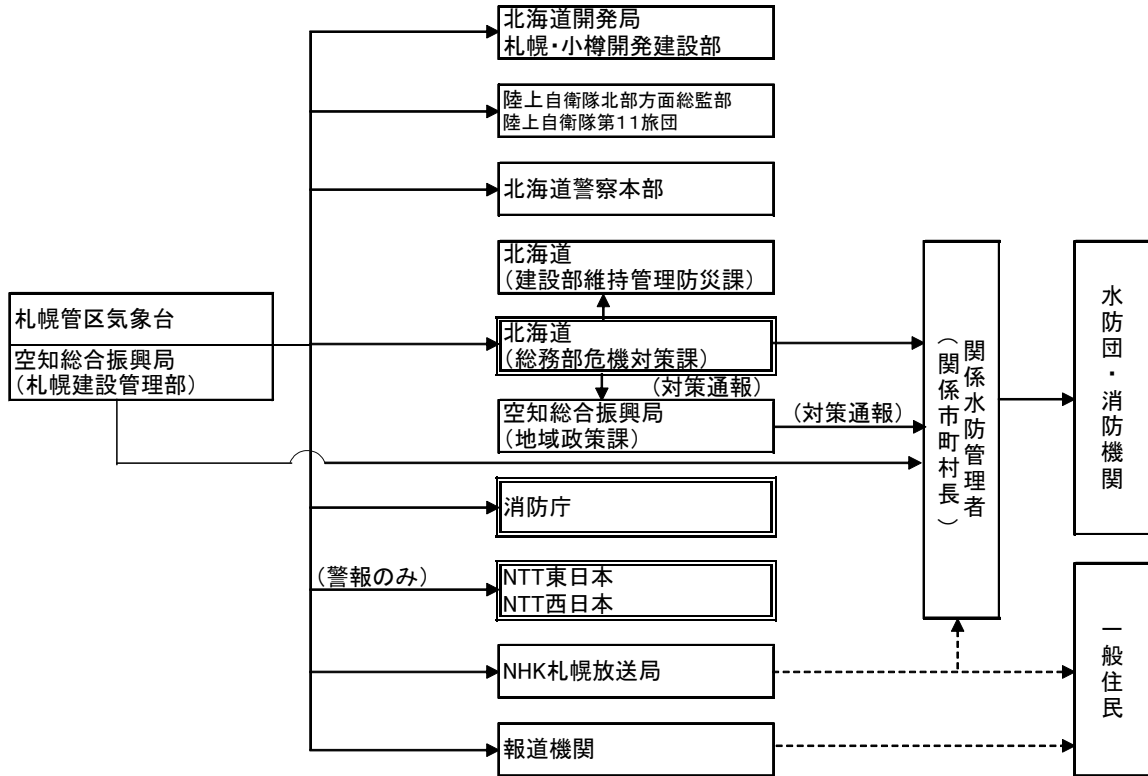 北海道開発局
札幌・小樽開発建設部
陸上自衛隊北部方面総監部
陸上自衛隊第11旅団
北海道警察本部
北海道
(建設部維持管理防災課)
札幌管区気象台
空知総合振興局
(札幌建設管理部)
北海道
(総務部危機対策課)
(対策通報)
空知総合振興局
(地域政策課)
(対策通報)
関係水防管理者
(関係市町村長)
水防団・消防機関
消防庁
(警報のみ)
NTT東日本
NTT西日本
NHK札幌放送局
報道機関
一般住民